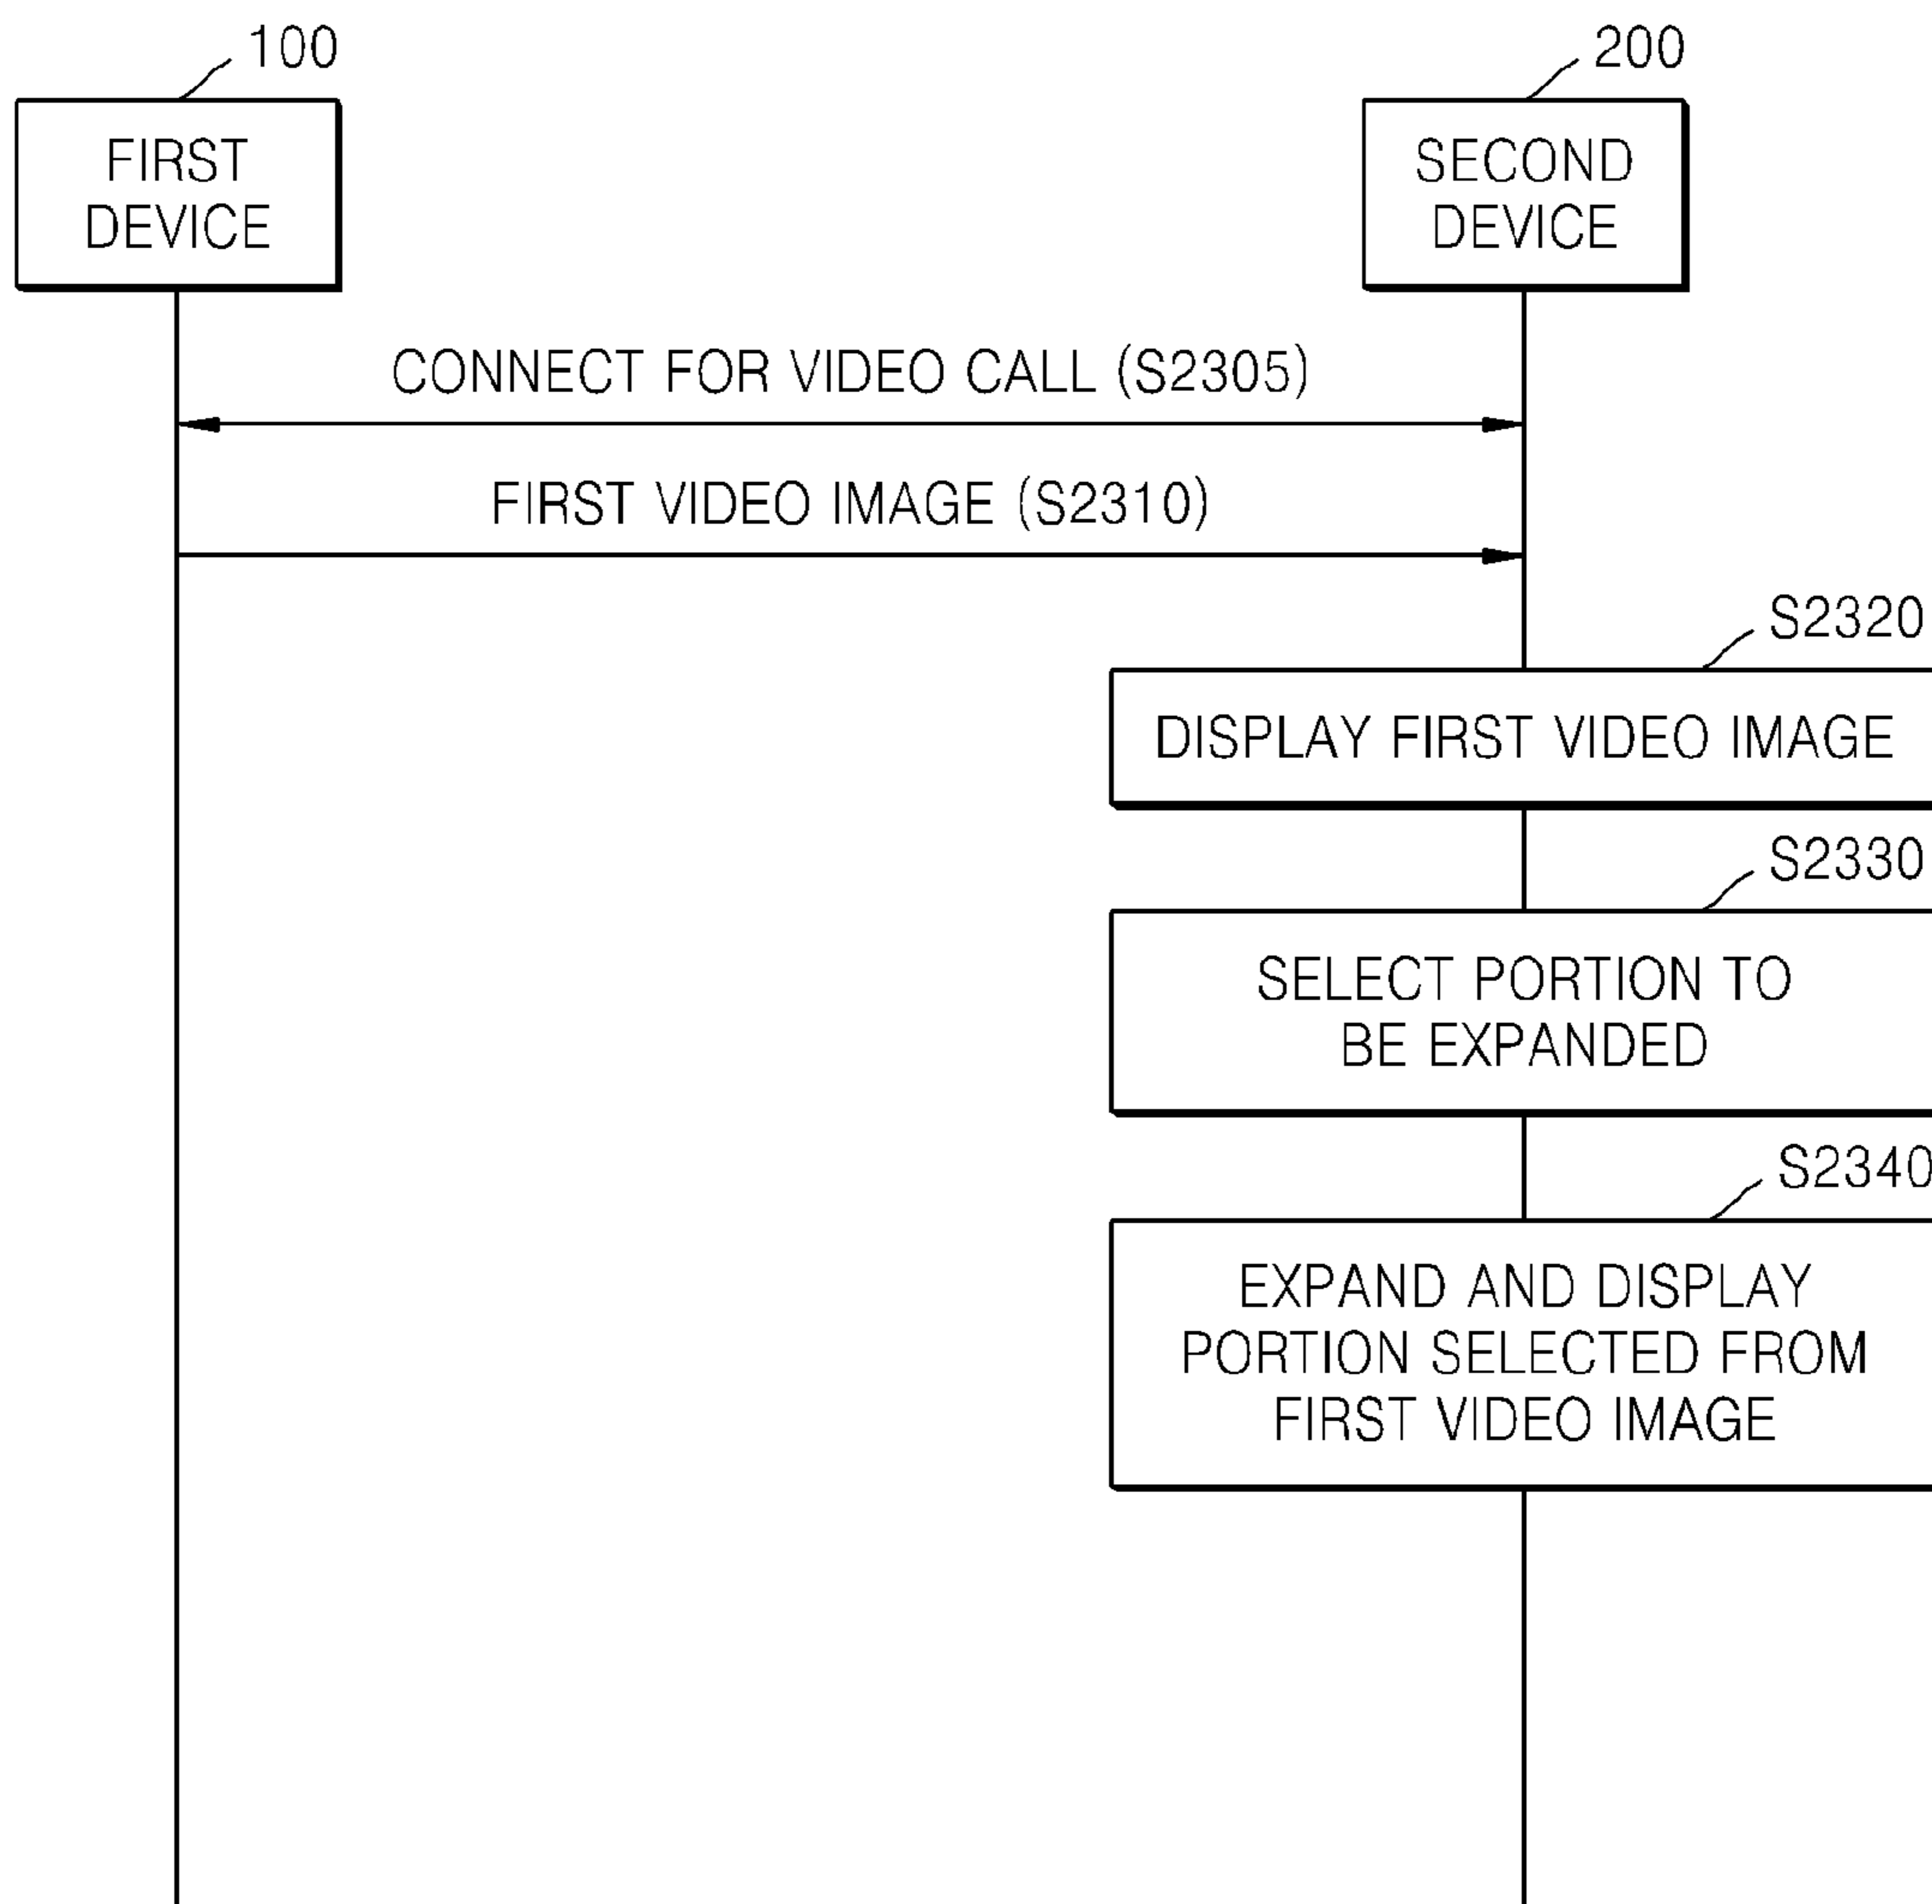 100
200
FIRST
DEVICE
SECOND
DEVICE
CONNECT FOR VIDEO CALL (S2305)
FIRST VIDEO IMAGE (S2310)
S2320
DISPLAY FIRST VIDEO IMAGE
S2330
SELECT PORTION TO
BE EXPANDED
S2340
EXPAND AND DISPLAY
PORTION SELECTED FROM
FIRST VIDEO IMAGE